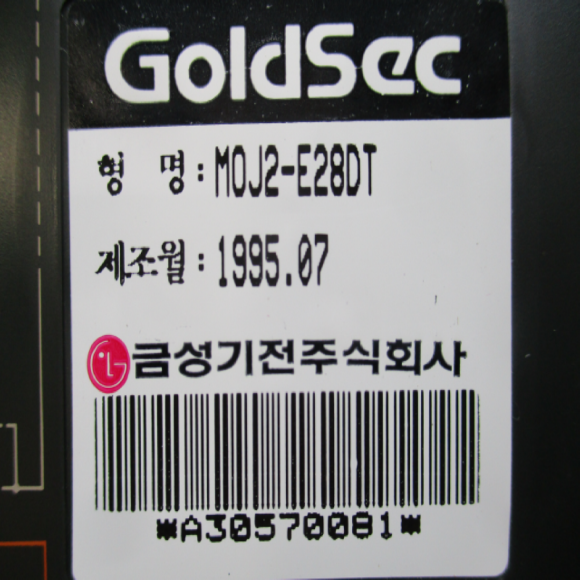 GoldSec
형 명 : MOJ2-E28DT
제조월 : 1995.07
LG 금성기전주식회사
*A30570081*